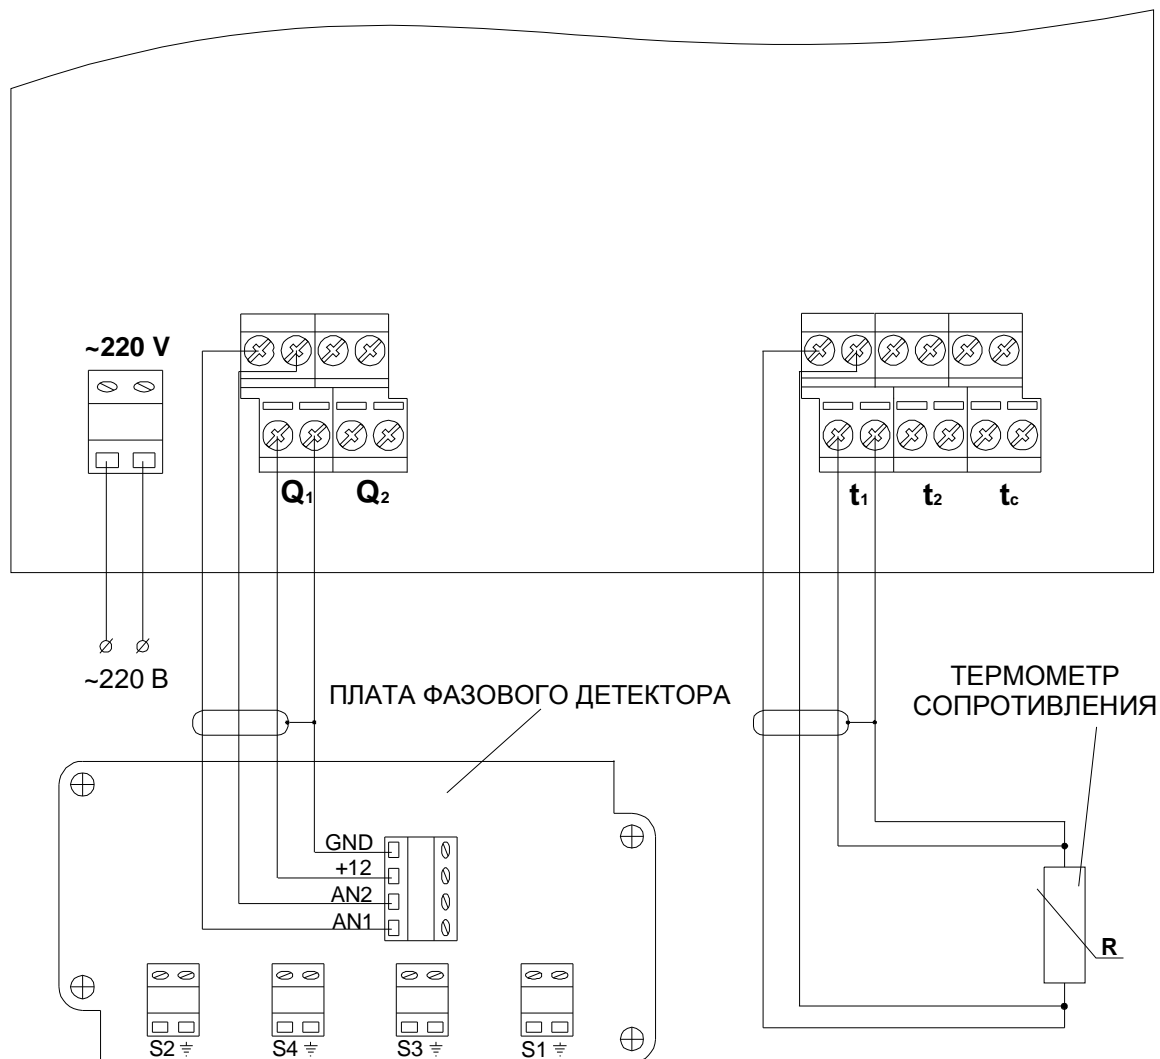 ~220 V
Q1
Q2
t1
t2
tc
~220 В
ПЛАТА ФАЗОВОГО ДЕТЕКТОРА
ТЕРМОМЕТР
СОПРОТИВЛЕНИЯ
GND
+12
AN2
AN1
R
S2
S4
S3
S1